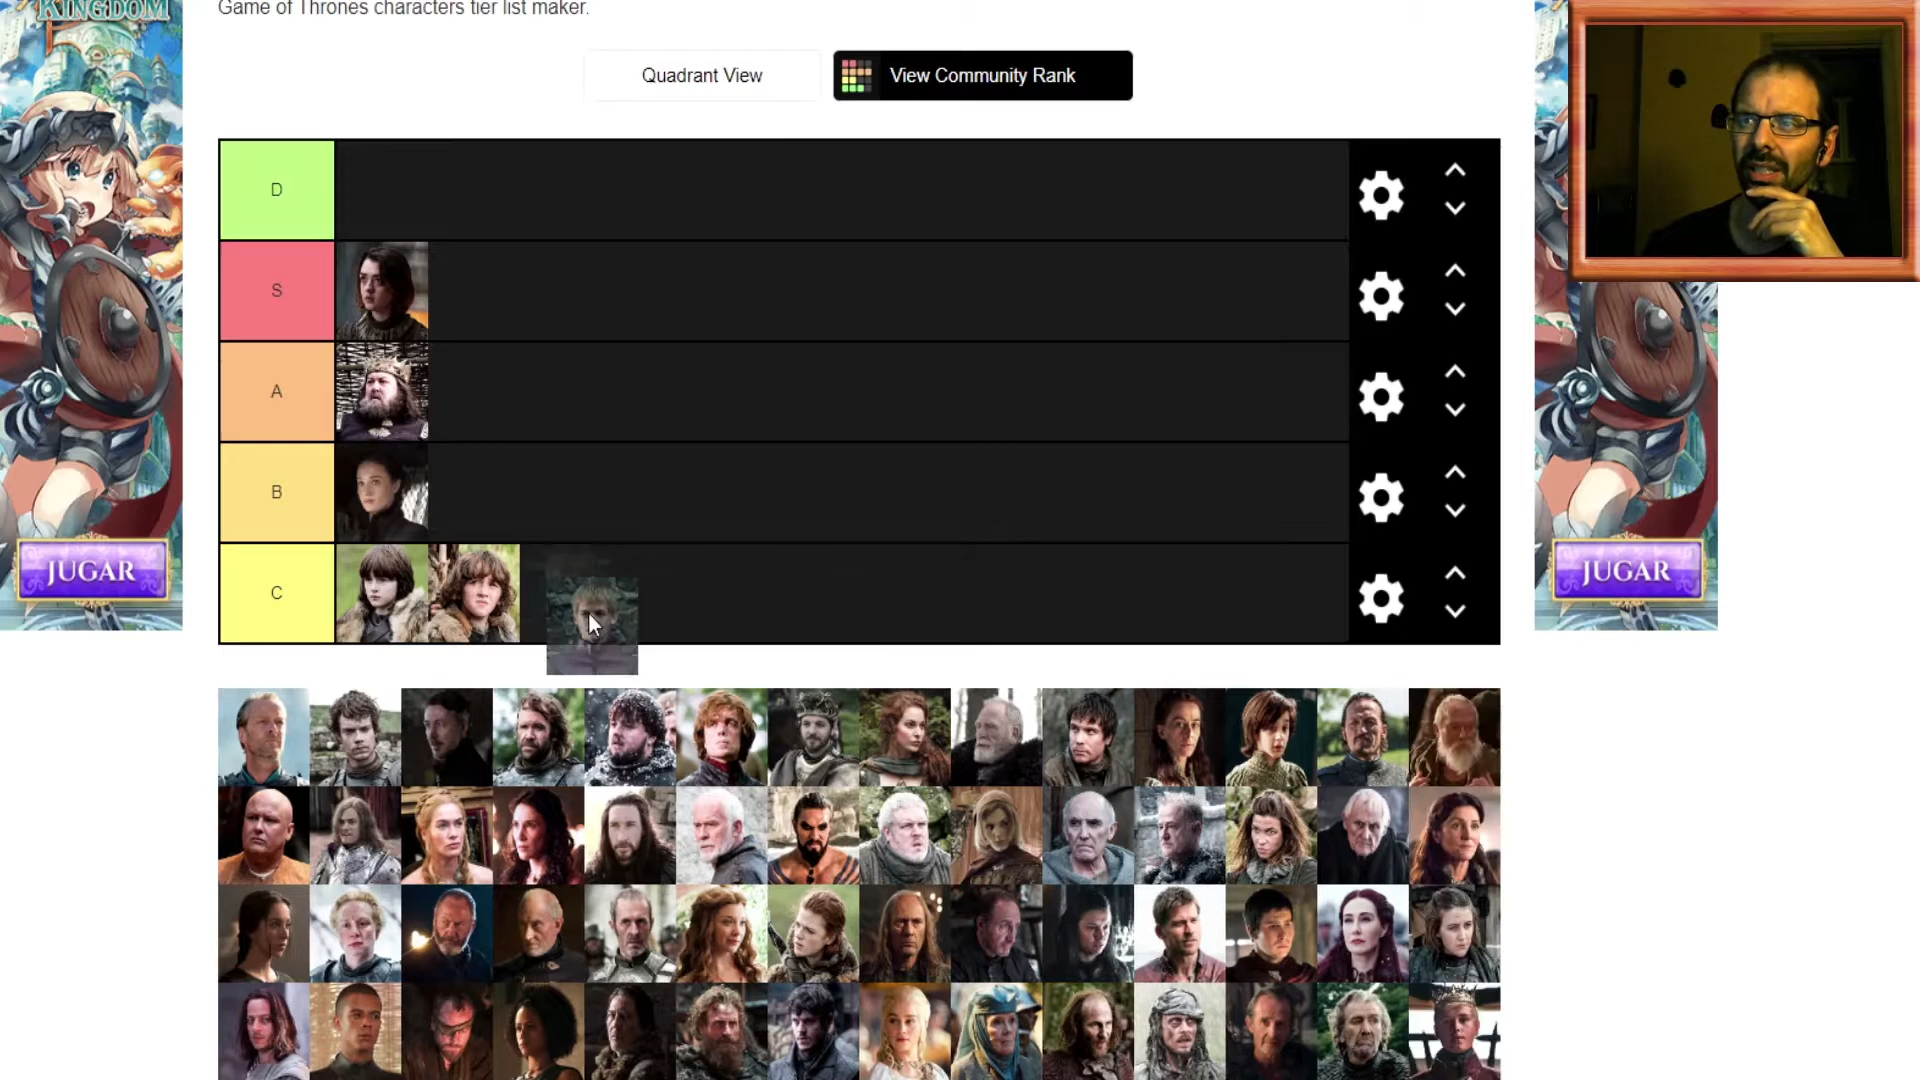 KINGDOM
Game of Thrones characters tier list maker.
Quadrant View
View Community Rank
D
S
A
B
C
JUGAR
JUGAR